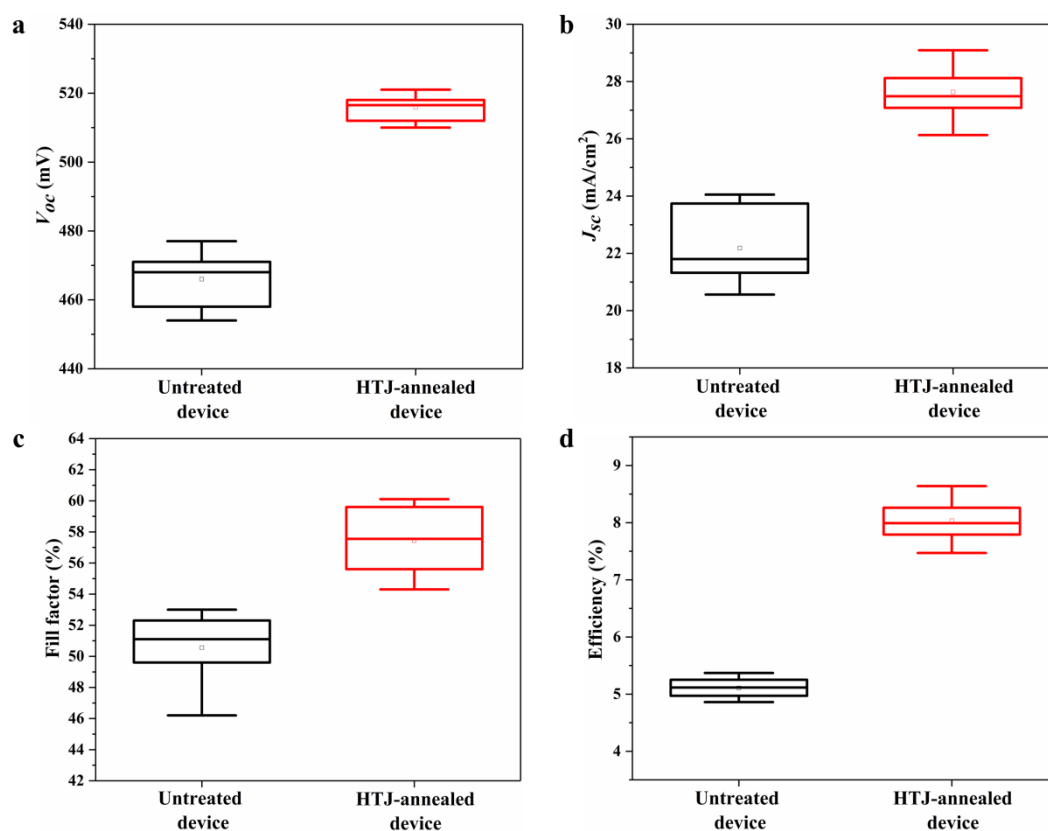 a
540
520
500
480
460
440
Voc (mV)
Untreated
device
HTJ-annealed
device
b
30
28
26
24
22
20
18
Jsc (mA/cm²)
Untreated
device
HTJ-annealed
device
c
64
62
60
58
56
54
52
50
48
46
44
42
Fill factor (%)
Untreated
device
HTJ-annealed
device
d
9
8
7
6
5
4
Efficiency (%)
Untreated
device
HTJ-annealed
device